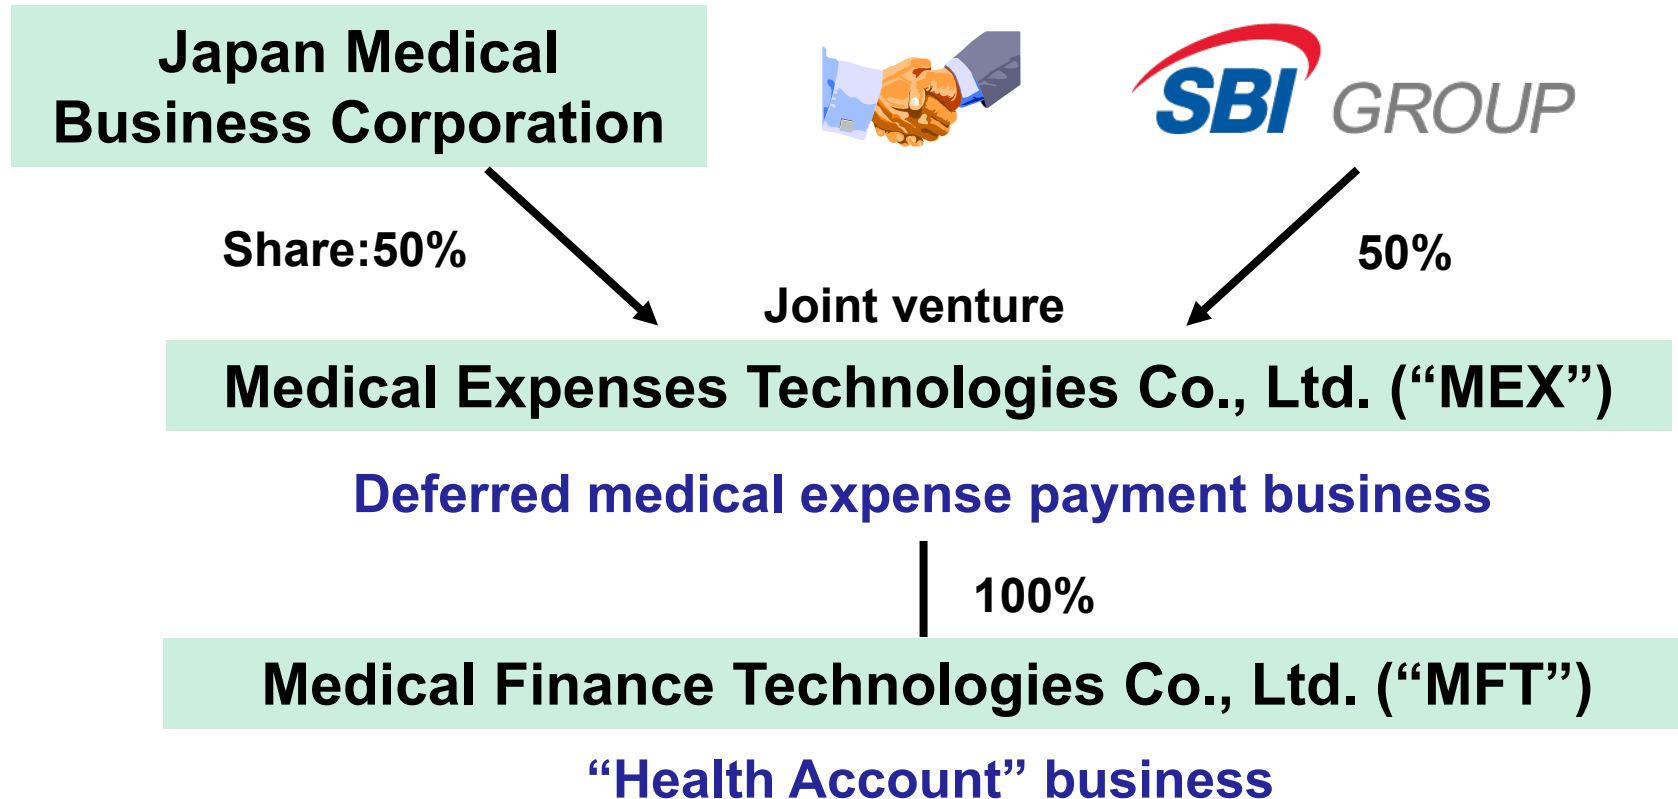 Japan Medical
Business Corporation
SBI GROUP
Share:50%
50%
Joint venture
Medical Expenses Technologies Co., Ltd. (“MEX”)
Deferred medical expense payment business
100%
Medical Finance Technologies Co., Ltd. (“MFT”)
“Health Account” business